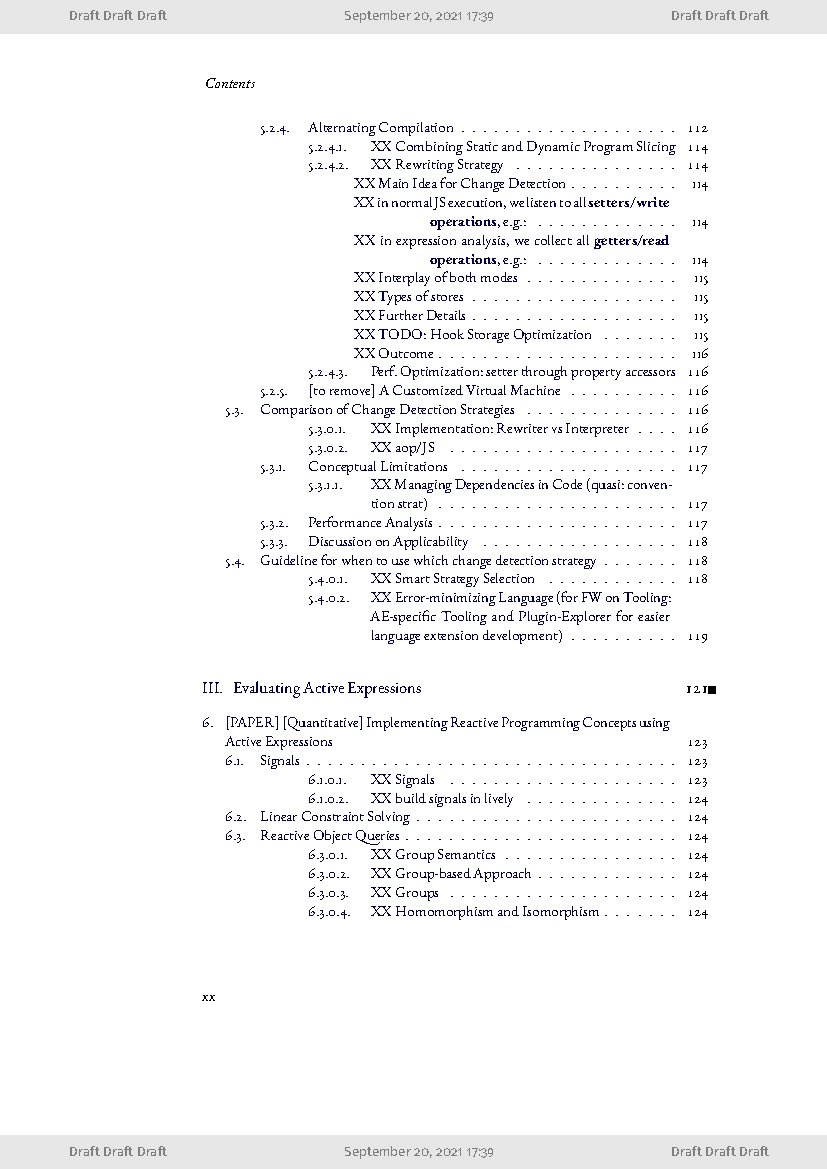 Draft Draft Draft September 20, 2021 17:39 Draft Draft Draft
Contents
5.2.4. Alternating Compilation . . . . . . . . . . . . . . . . . . . . 112
5.2.4.1. XX Combining Static and Dynamic Program Slicing 114
5.2.4.2. XX Rewriting Strategy . . . . . . . . . . . . . . . 114
XX Main Idea for Change Detection . . . . . . . . . . 114
XX in normal JS execution, we listen to all setters/write
operations, e.g.: . . . . . . . . . . . . . 114
XX in expression analysis, we collect all getters/read
operations, e.g.: . . . . . . . . . . . . . 114
XX Interplay of both modes . . . . . . . . . . . . . . 115
XX Types of stores . . . . . . . . . . . . . . . . . . . 115
XX Further Details . . . . . . . . . . . . . . . . . . . 115
XX TODO: Hook Storage Optimization . . . . . . . 115
XX Outcome . . . . . . . . . . . . . . . . . . . . . . 116
5.2.4.3. Perf. Optimization: setter through property accessors 116
5.2.5. [to remove] A Customized Virtual Machine . . . . . . . . . . 116
5.3. Comparison of Change Detection Strategies . . . . . . . . . . . . . . 116
5.3.0.1. XX Implementation: Rewriter vs Interpreter . . . . 116
5.3.0.2. XX aop/JS . . . . . . . . . . . . . . . . . . . . . 117
5.3.1. Conceptual Limitations . . . . . . . . . . . . . . . . . . . . 117
5.3.1.1. XX Managing Dependencies in Code (quasi: conven-
tion strat) . . . . . . . . . . . . . . . . . . . . . . 117
5.3.2. Performance Analysis . . . . . . . . . . . . . . . . . . . . . . 117
5.3.3. Discussion on Applicability . . . . . . . . . . . . . . . . . . 118
5.4. Guideline for when to use which change detection strategy . . . . . . . 118
5.4.0.1. XX Smart Strategy Selection . . . . . . . . . . . . 118
5.4.0.2. XX Error-minimizing Language (for FW on Tooling:
AE-specific Tooling and Plugin-Explorer for easier
language extension development) . . . . . . . . . . 119
III. Evaluating Active Expressions 121
6. [PAPER] [Quantitative] Implementing Reactive Programming Concepts using
Active Expressions 123
6.1. Signals . . . . . . . . . . . . . . . . . . . . . . . . . . . . . . . . . . 123
6.1.0.1. XX Signals . . . . . . . . . . . . . . . . . . . . . 123
6.1.0.2. XX build signals in lively . . . . . . . . . . . . . . 124
6.2. Linear Constraint Solving . . . . . . . . . . . . . . . . . . . . . . . . 124
6.3. Reactive Object Queries . . . . . . . . . . . . . . . . . . . . . . . . . 124
6.3.0.1. XX Group Semantics . . . . . . . . . . . . . . . . 124
6.3.0.2. XX Group-based Approach . . . . . . . . . . . . . 124
6.3.0.3. XX Groups . . . . . . . . . . . . . . . . . . . . . 124
6.3.0.4. XX Homomorphism and Isomorphism . . . . . . . 124
xx
Draft Draft Draft September 20, 2021 17:39 Draft Draft Draft